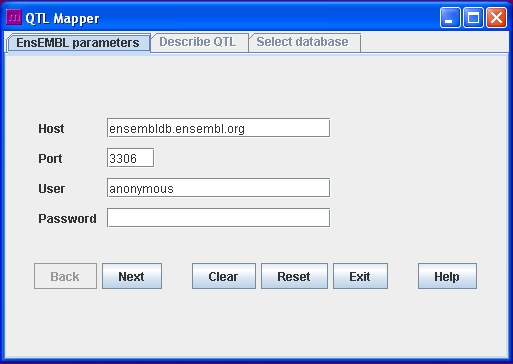 QTL Mapper
EnsEMBL parameters Describe QTL Select database
Host ensembldb.ensembl.org
Port 3306
User anonymous
Password
Back Next Clear Reset Exit Help